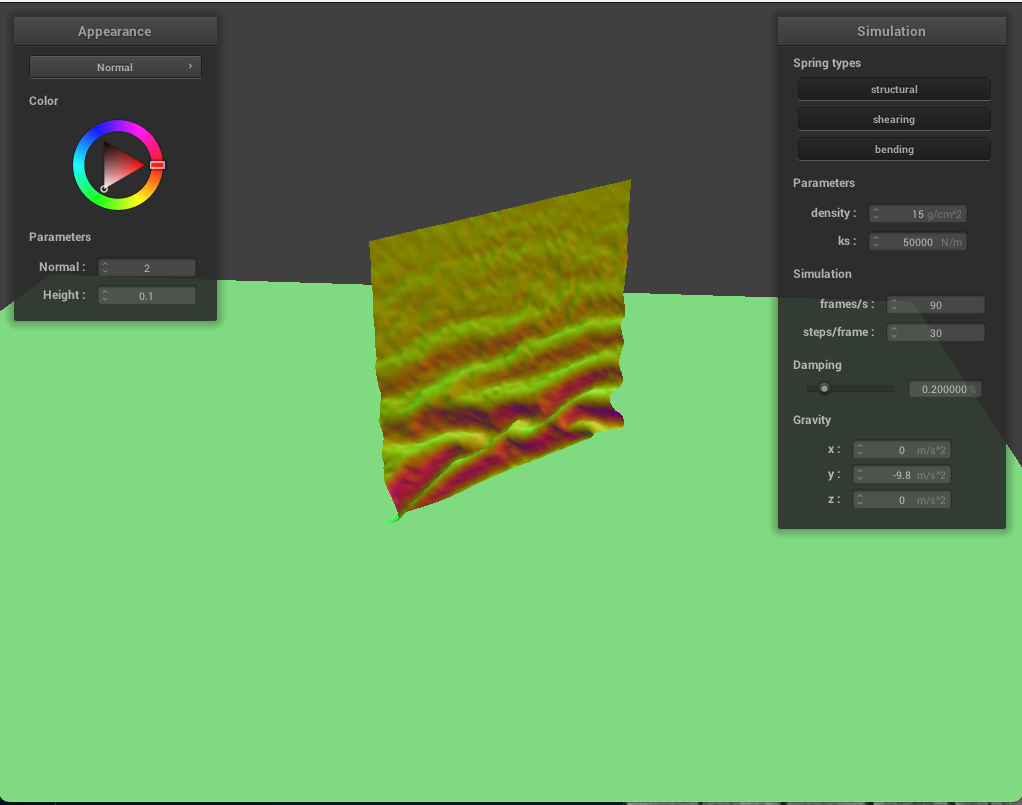 Appearance
Normal
Color
Parameters
Normal :
2
Height :
0.1
Simulation
Spring types
structural
shearing
bending
Parameters
density :
15 g/cm^2
ks :
50000 N/m
Simulation
frames/s :
90
steps/frame :
30
Damping
0.200000 %
Gravity
x :
0 m/s^2
y :
-9.8 m/s^2
z :
0 m/s^2